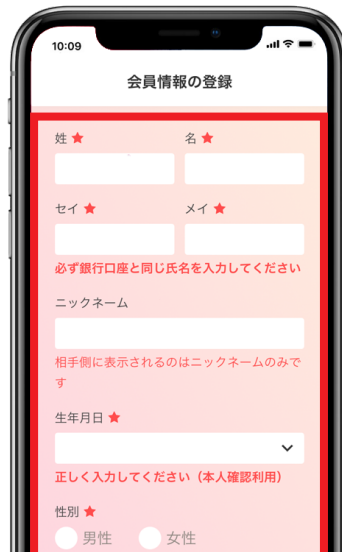 10:09
会員情報の登録
姓 ★ 名 ★
セイ ★ メイ ★
必ず銀行口座と同じ氏名を入力してください
ニックネーム
相手側に表示されるのはニックネームのみで
す
生年月日 ★
正しく入力してください（本人確認利用）
性別 ★
男性 女性